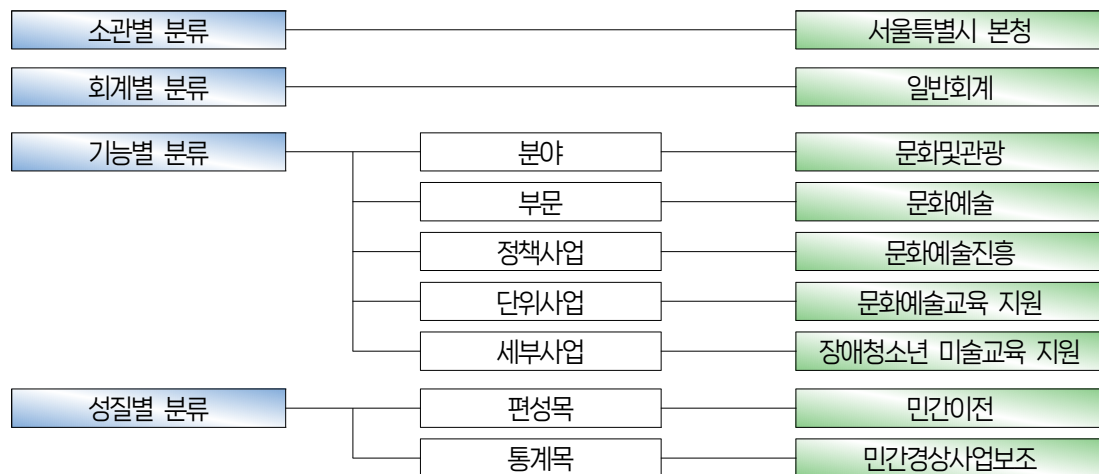 소관별 분류 서울특별시 본청
회계별 분류 일반회계
기능별 분류 분야 문화및관광
부문 문화예술
정책사업 문화예술진흥
단위사업 문화예술교육 지원
세부사업 장애청소년 미술교육 지원
성질별 분류 편성목 민간이전
통계목 민간경상사업보조